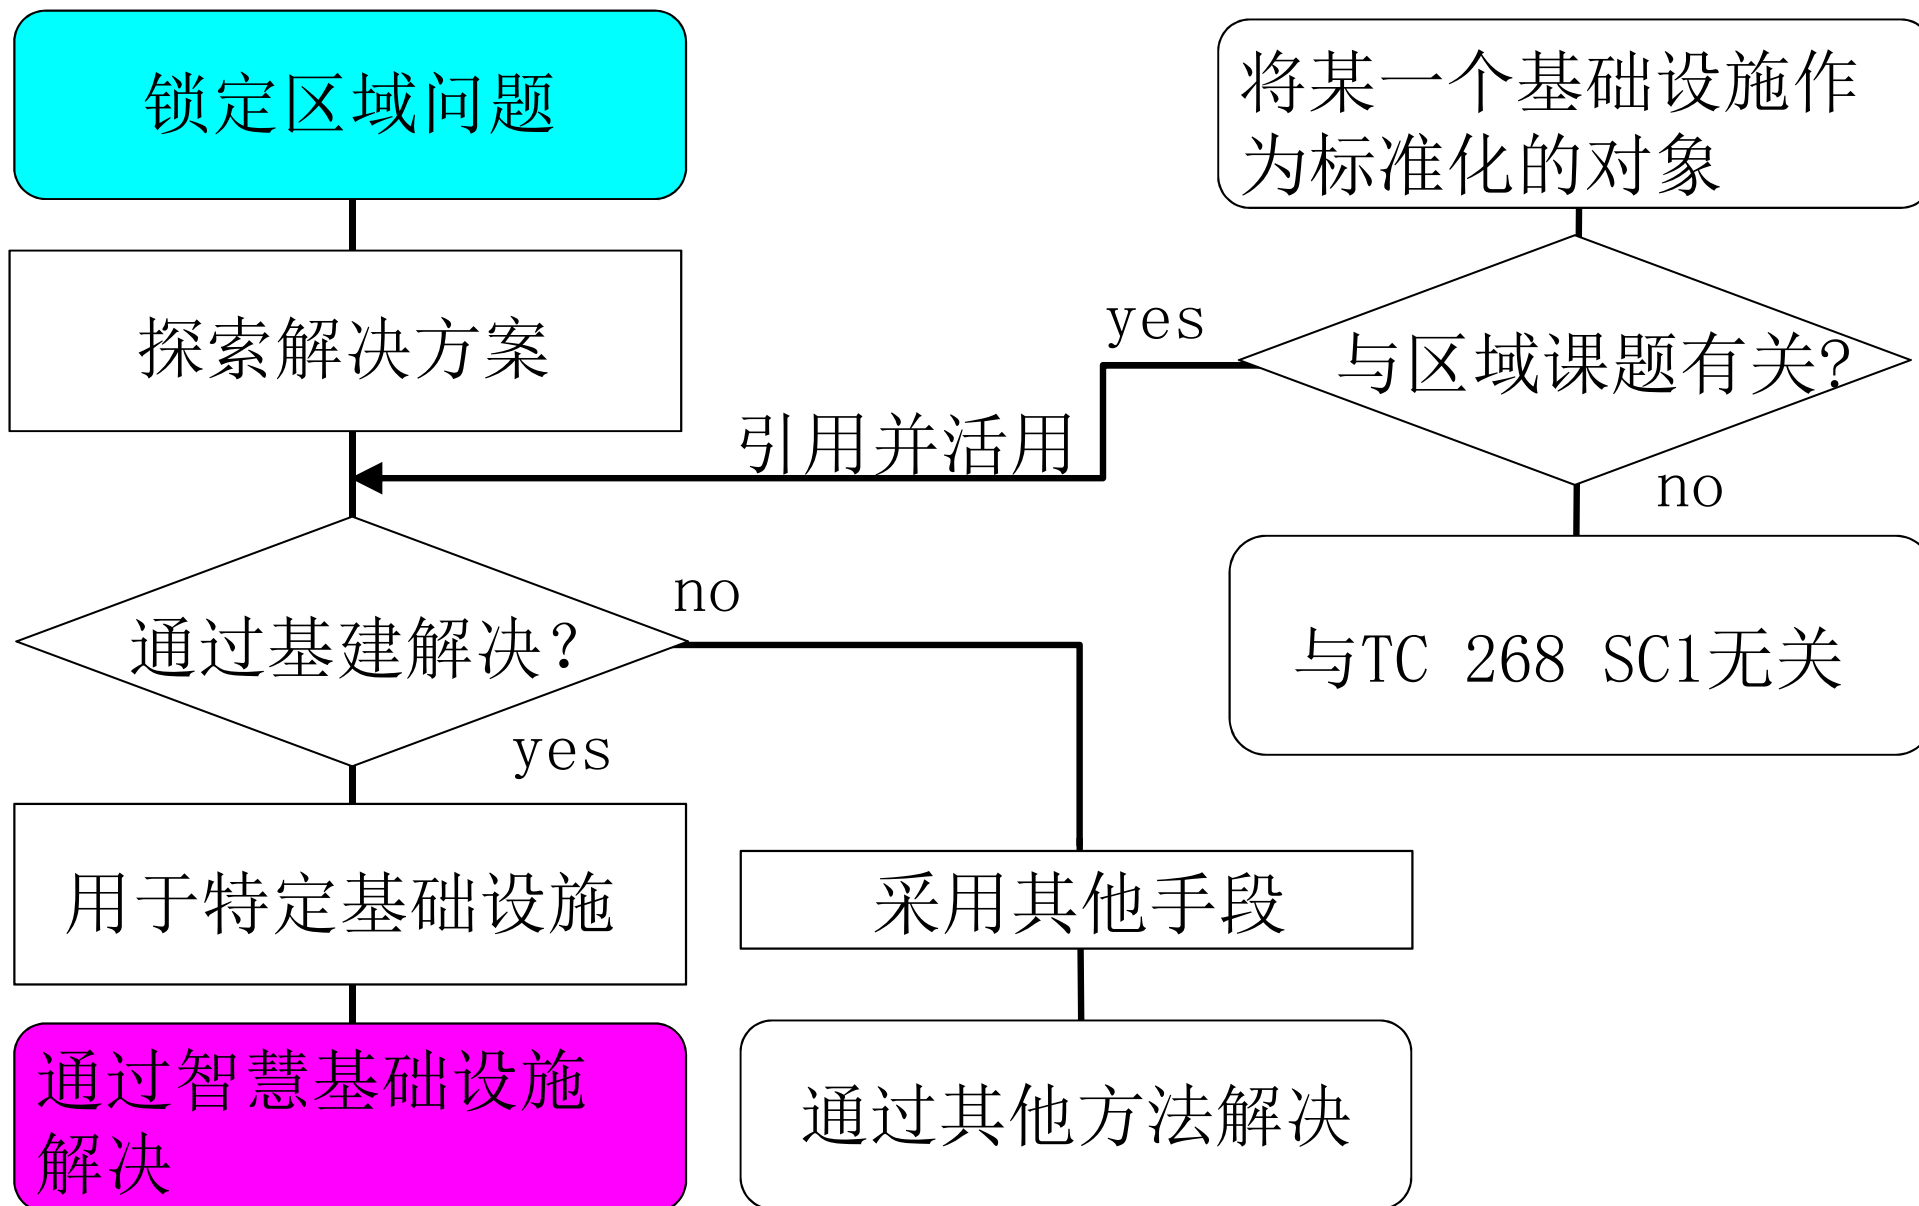 锁定区域问题
探索解决方案
通过基建解决？
no
yes
用于特定基础设施
通过智慧基础设施
解决
采用其他手段
通过其他方法解决
将某一个基础设施作
为标准化的对象
与区域课题有关?
yes
引用并活用
no
与TC 268 SC1无关